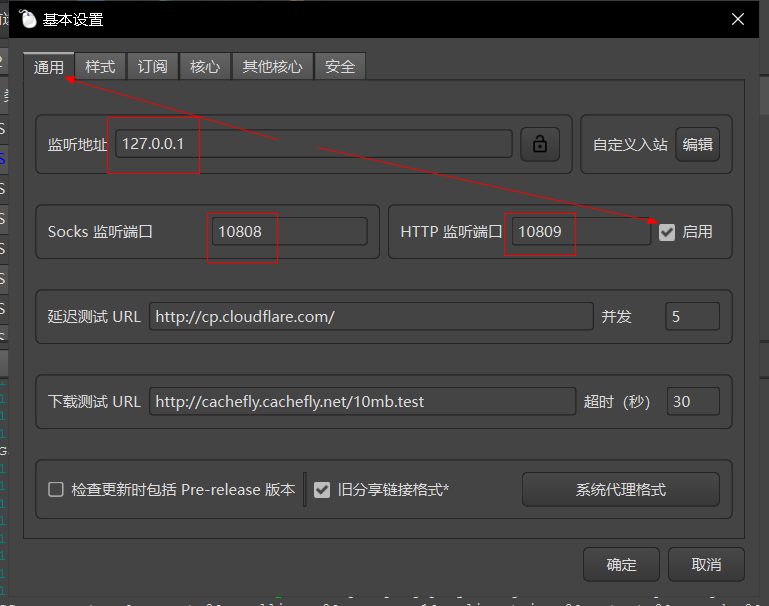 基本设置
通用 样式 订阅 核心 其他核心 安全
监听地址 127.0.0.1 自定义入站 编辑
Socks 监听端口 10808 HTTP 监听端口 10809 启用
延迟测试 URL http://cp.cloudflare.com/ 并发 5
下载测试 URL http://cachefly.cachefly.net/10mb.test 超时（秒） 30
检查更新时包括 Pre-release 版本 旧分享链接格式* 系统代理格式
确定 取消